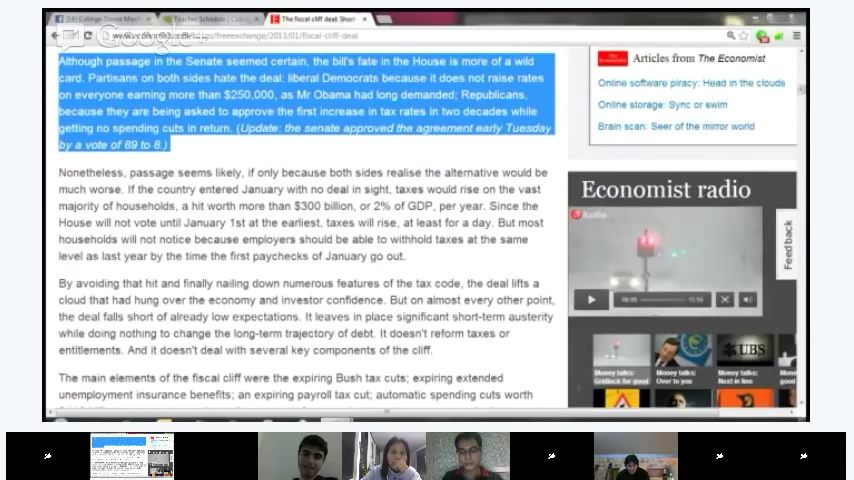 The fiscal cliff deal: Short
Although passage in the Senate seemed certain, the bill's fate in the House is more of a wild
card. Partisans on both sides hate the deal; liberal Democrats because it does not raise rates
on everyone earning more than $250,000, as Mr Obama had long demanded; Republicans,
because they are being asked to approve the first increase in tax rates in two decades while
getting no spending cuts in return. (Update: the senate approved the agreement early Tuesday
by a vote of 89 to 8.)
Nonetheless, passage seems likely, if only because both sides realise the alternative would be
much worse. If the country entered January with no deal in sight, taxes would rise on the vast
majority of households, a hit worth more than $300 billion, or 2% of GDP, per year. Since the
House will not vote until January 1st at the earliest, taxes will rise, at least for a day. But most
households will not notice because employers should be able to withhold taxes at the same
level as last year by the time the first paychecks of January go out.
By avoiding that hit and finally nailing down numerous features of the tax code, the deal lifts a
cloud that had hung over the economy and investor confidence. But on almost every other point,
the deal falls short of already low expectations. It leaves in place significant short-term austerity
while doing nothing to change the long-term trajectory of debt. It doesn't reform taxes or
entitlements. And it doesn't deal with several key components of the cliff.
The main elements of the fiscal cliff were the expiring Bush tax cuts; expiring extended
unemployment insurance benefits; an expiring payroll tax cut; automatic spending cuts worth
Articles from The Economist
Online software piracy: Head in the clouds
Online storage: Sync or swim
Brain scan: Seer of the mirror world
Economist radio
Audio
Feedback
UBS
Money talks:
Gridlock for good
Money talks:
Over to you
Money talks:
Next in line
Money